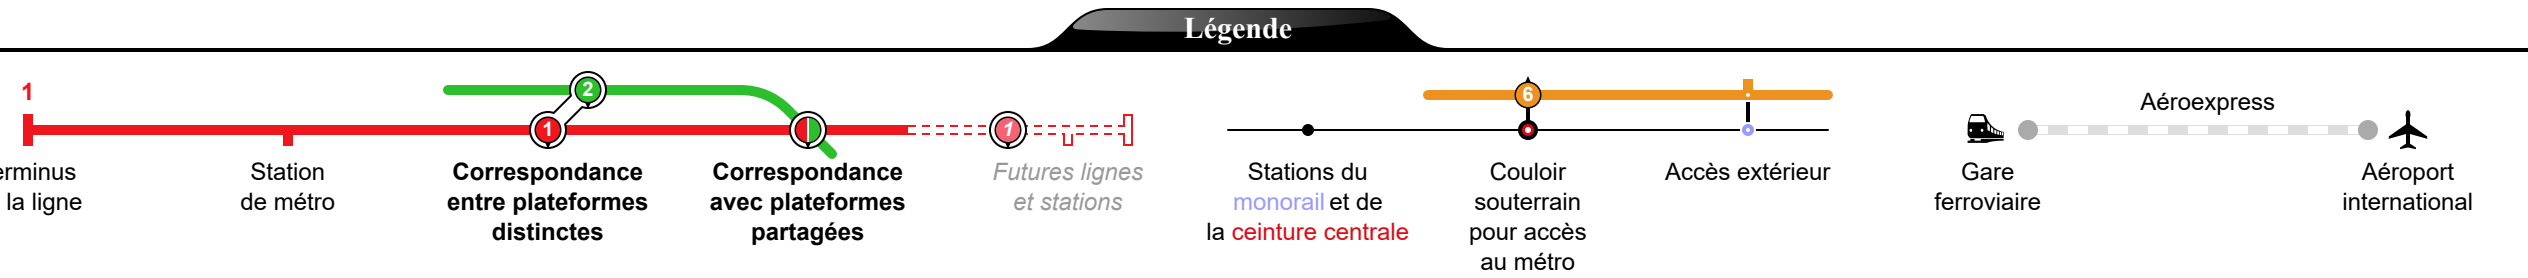 Légende
1
2
1
1
6
Aéroexpress
erminus
la ligne
Station
de métro
Correspondance
entre plateformes
distinctes
Correspondance
avec plateformes
partagées
Futures lignes
et stations
Stations du
monorail et de
la ceinture centrale
Couloir
souterrain
pour accès
au métro
Accès extérieur
Gare
ferroviaire
Aéroport
international